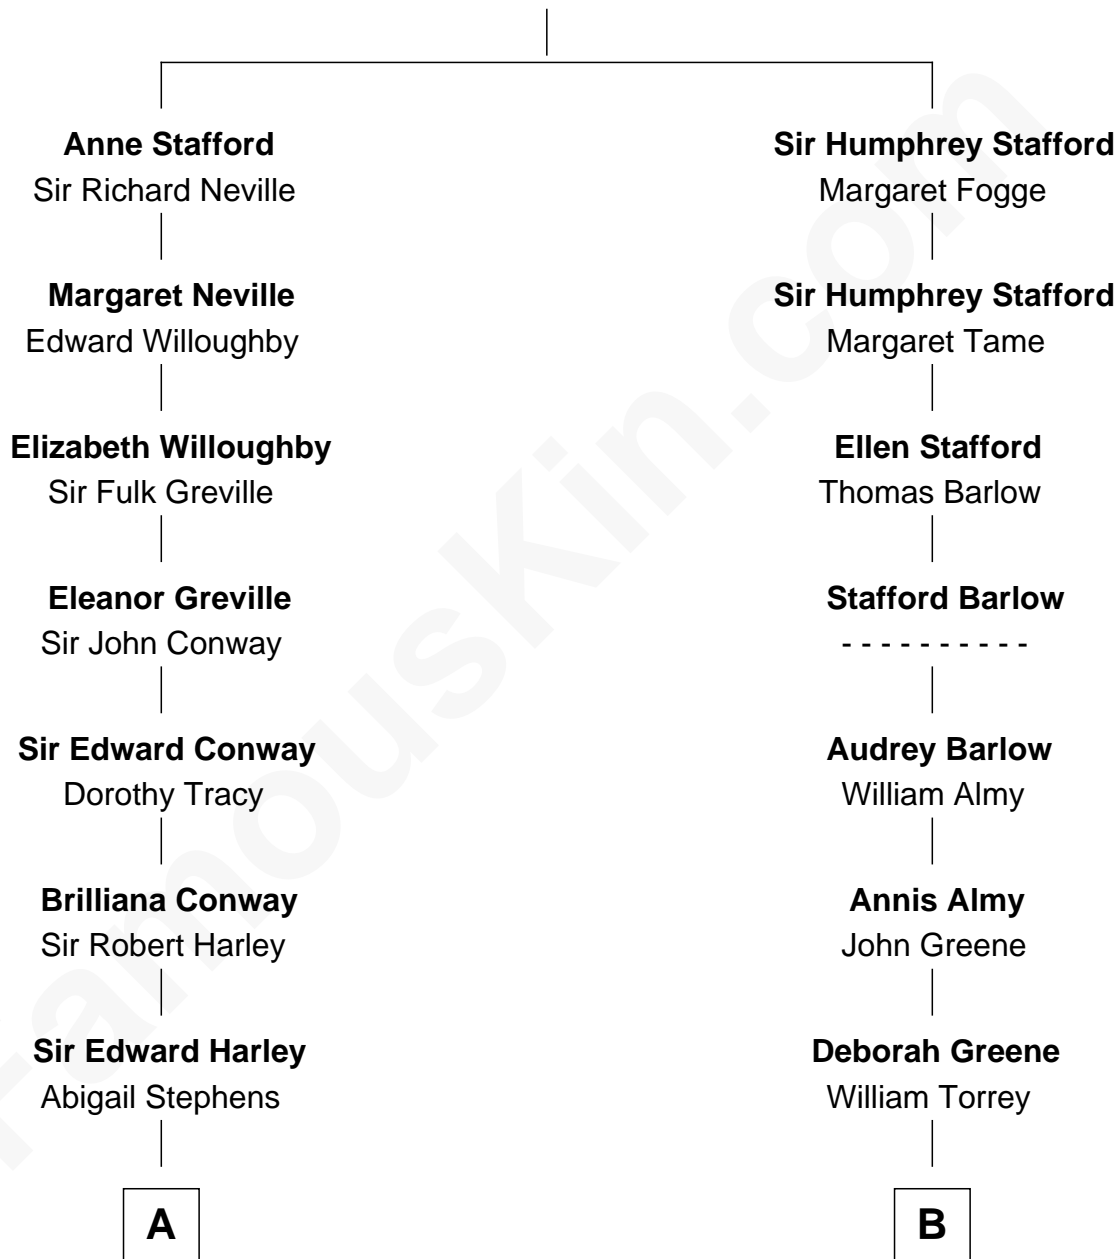 Anne Stafford
Sir Richard Neville
Margaret Neville
Edward Willoughby
Elizabeth Willoughby
Sir Fulk Greville
Eleanor Greville
Sir John Conway
Sir Edward Conway
Dorothy Tracy
Brilliana Conway
Sir Robert Harley
Sir Edward Harley
Abigail Stephens
A
Sir Humphrey Stafford
Margaret Fogge
Sir Humphrey Stafford
Margaret Tame
Ellen Stafford
Thomas Barlow
Stafford Barlow
- - - - - - - - - -
Audrey Barlow
William Almy
Annis Almy
John Greene
Deborah Greene
William Torrey
B
FamousKin.com